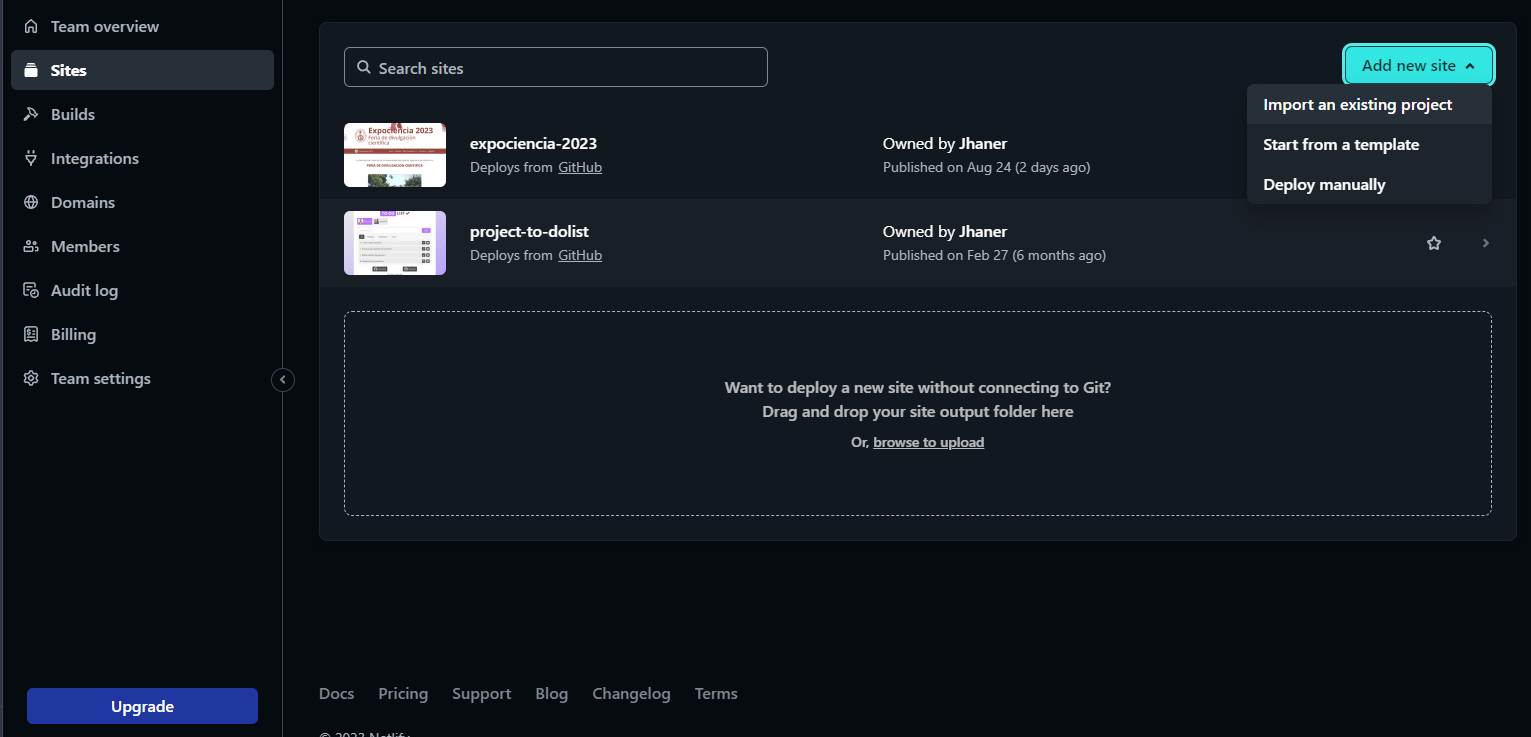 Team overview
Sites
Builds
Integrations
Domains
Members
Audit log
Billing
Team settings
Upgrade
Search sites
Add new site
Import an existing project
Start from a template
Deploy manually
Expociencia 2023
Feria de divulgación
científica
FERIA DE DIVULGACION CIENTIFICA
expociencia-2023
Deploys from GitHub
Owned by Jhaner
Published on Aug 24 (2 days ago)
project-to-dolist
Deploys from GitHub
Owned by Jhaner
Published on Feb 27 (6 months ago)
Want to deploy a new site without connecting to Git?
Drag and drop your site output folder here
Or, browse to upload
Docs Pricing Support Blog Changelog Terms
© 2023 Netlify